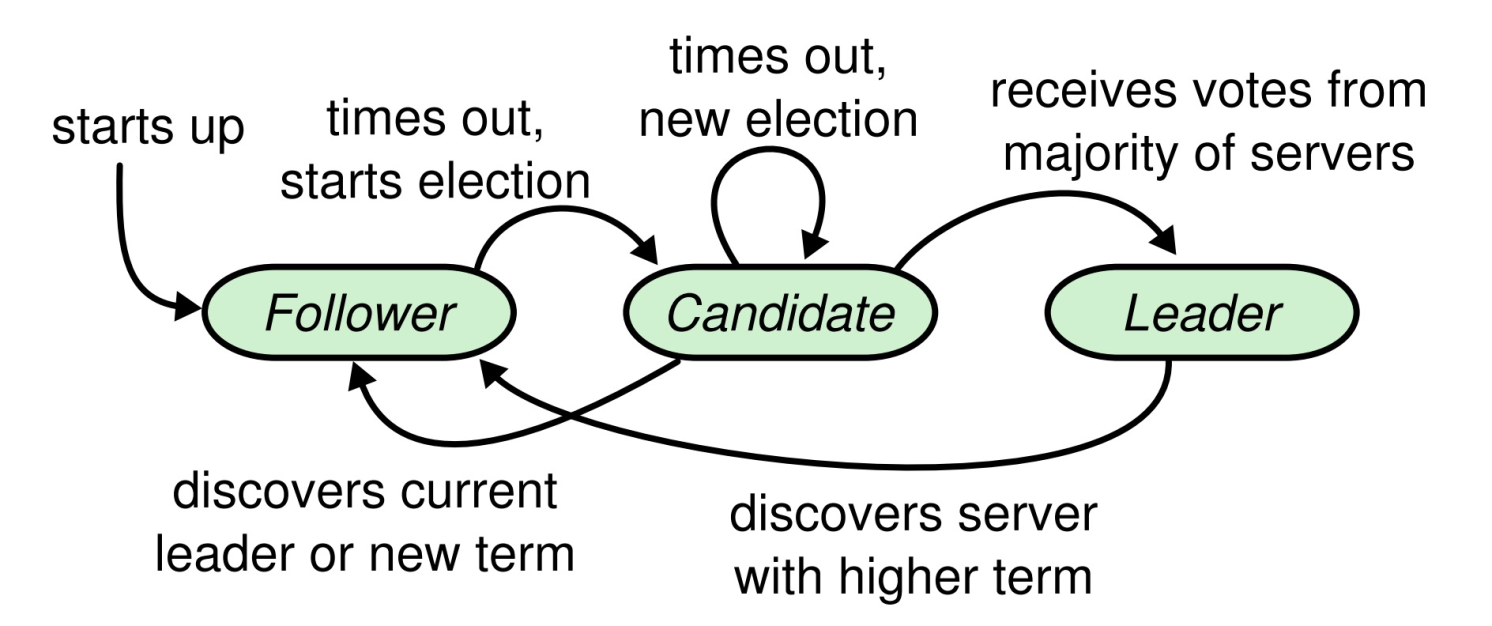 starts up
times out,
starts election
times out,
new election
receives votes from
majority of servers
Follower
Candidate
Leader
discovers current
leader or new term
discovers server
with higher term